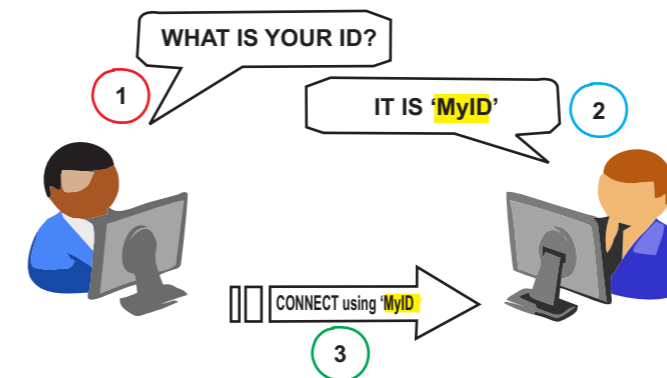 WHAT IS YOUR ID?
1
IT IS ‘MyID’
2
CONNECT using ‘MyID
3